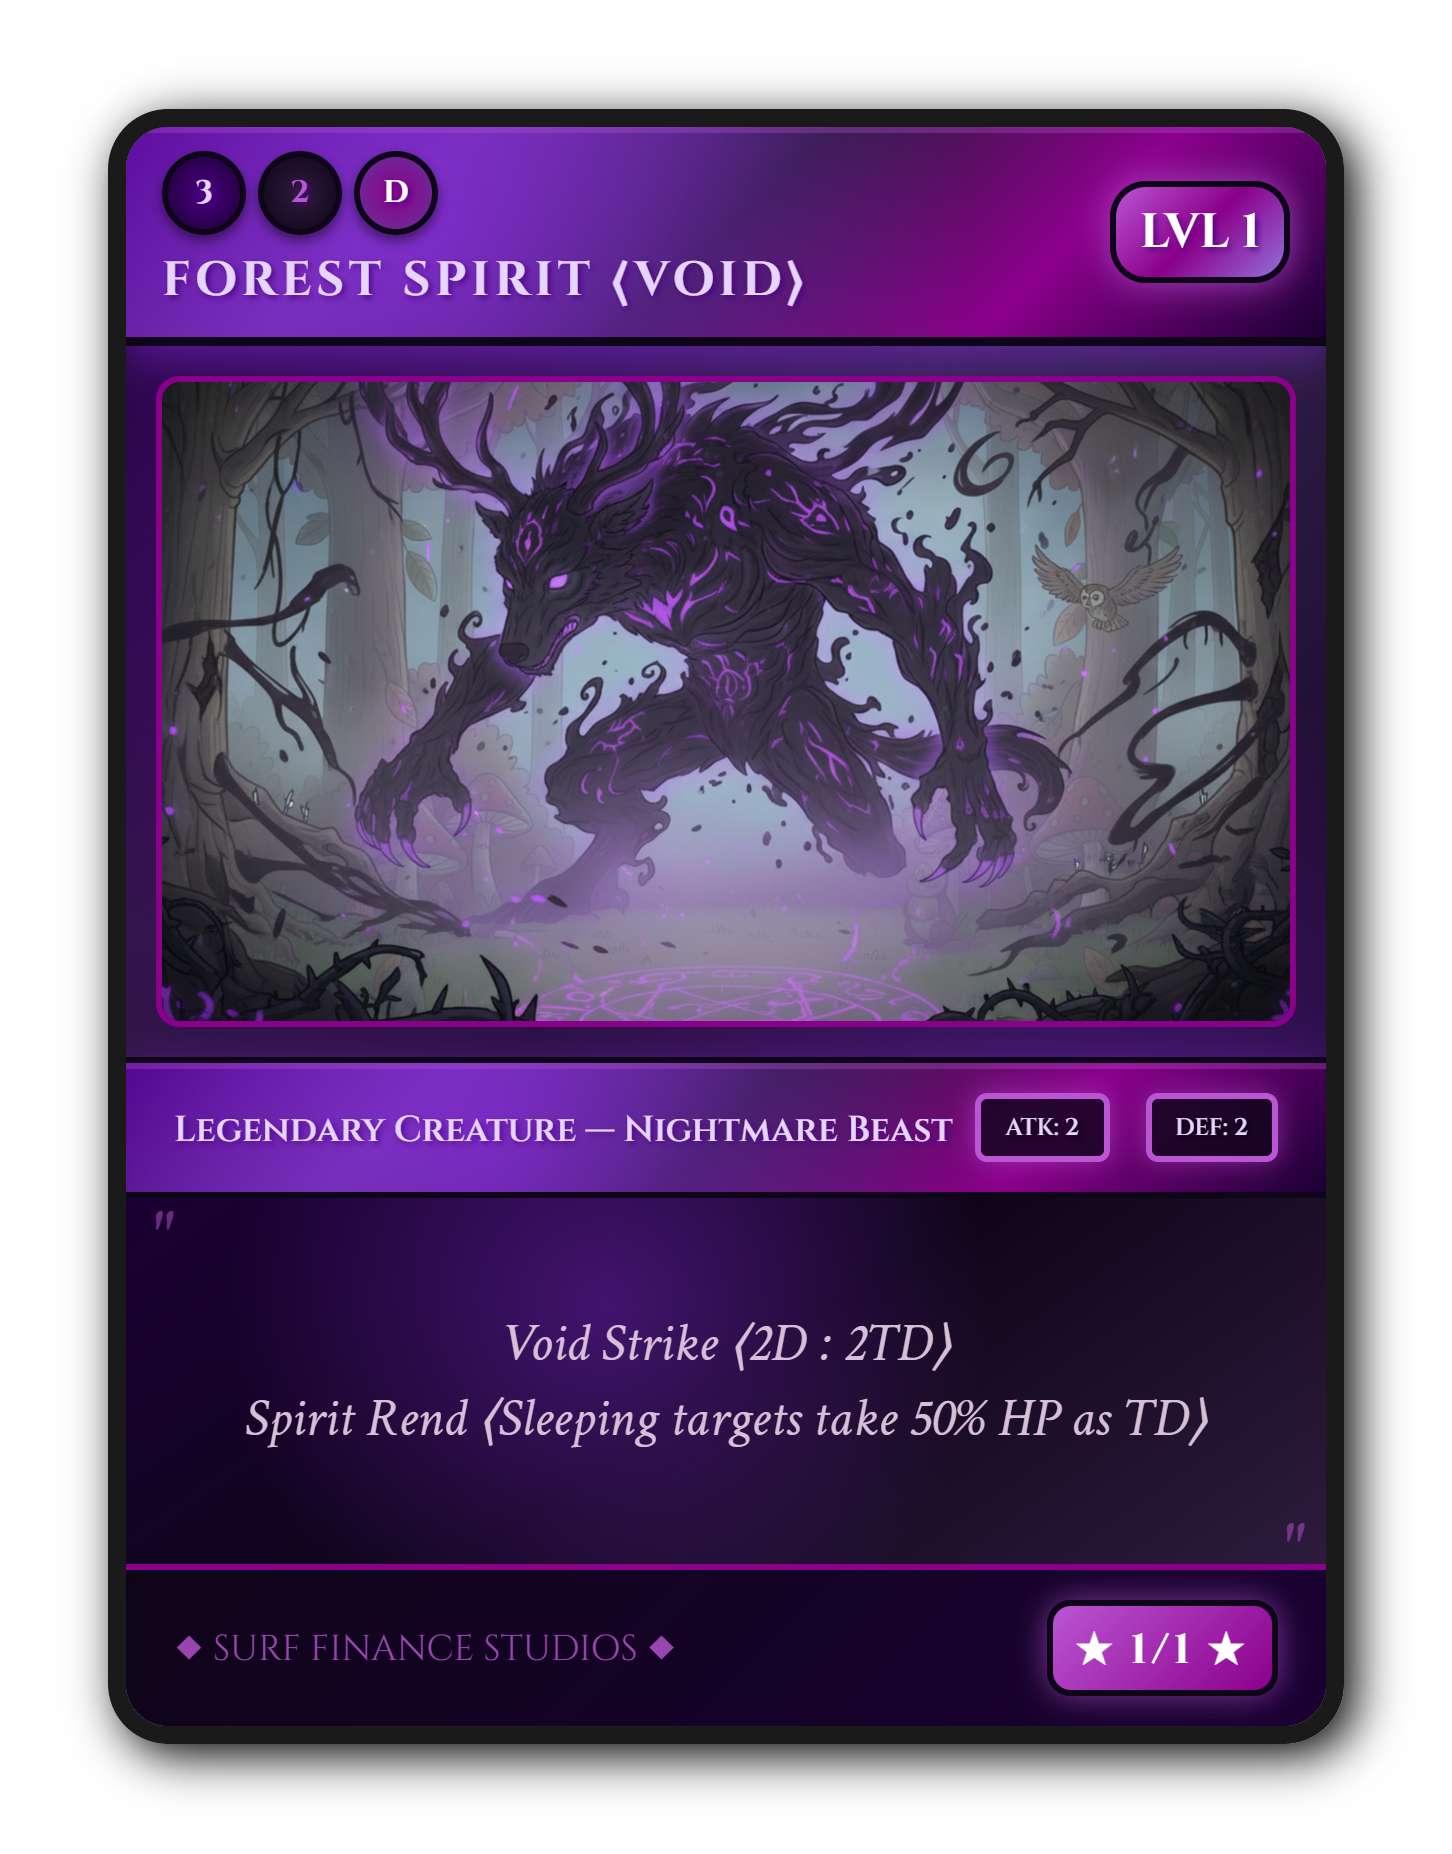 3 2 D
FOREST SPIRIT ⟨VOID⟩
LVL 1
Legendary Creature — Nightmare Beast
ATK: 2
DEF: 2
"
Void Strike ⟨2D : 2TD⟩
Spirit Rend ⟨Sleeping targets take 50% HP as TD⟩
"
◆ SURF FINANCE STUDIOS ◆
★ 1/1 ★